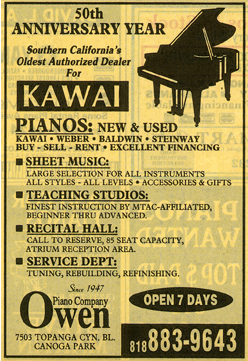 50th
ANNIVERSARY YEAR
Southern California's
Oldest Authorized Dealer
For
KAWAI
PIANOS: NEW & USED
KAWAI • WEBER • BALDWIN • STEINWAY
BUY - SELL - RENT • EXCELLENT FINANCING
■ SHEET MUSIC:
LARGE SELECTION FOR ALL INSTRUMENTS
ALL STYLES - ALL LEVELS • ACCESSORIES & GIFTS
■ TEACHING STUDIOS:
FINEST INSTRUCTION BY MTAC-AFFILIATED,
BEGINNER THRU ADVANCED.
■ RECITAL HALL:
CALL TO RESERVE, 85 SEAT CAPACITY,
ATRIUM RECEPTION AREA.
■ SERVICE DEPT:
TUNING, REBUILDING, REFINISHING.
Since 1947
Owen Piano Company
7503 TOPANGA CYN, BL.
CANOGA PARK
OPEN 7 DAYS
818 883-9643